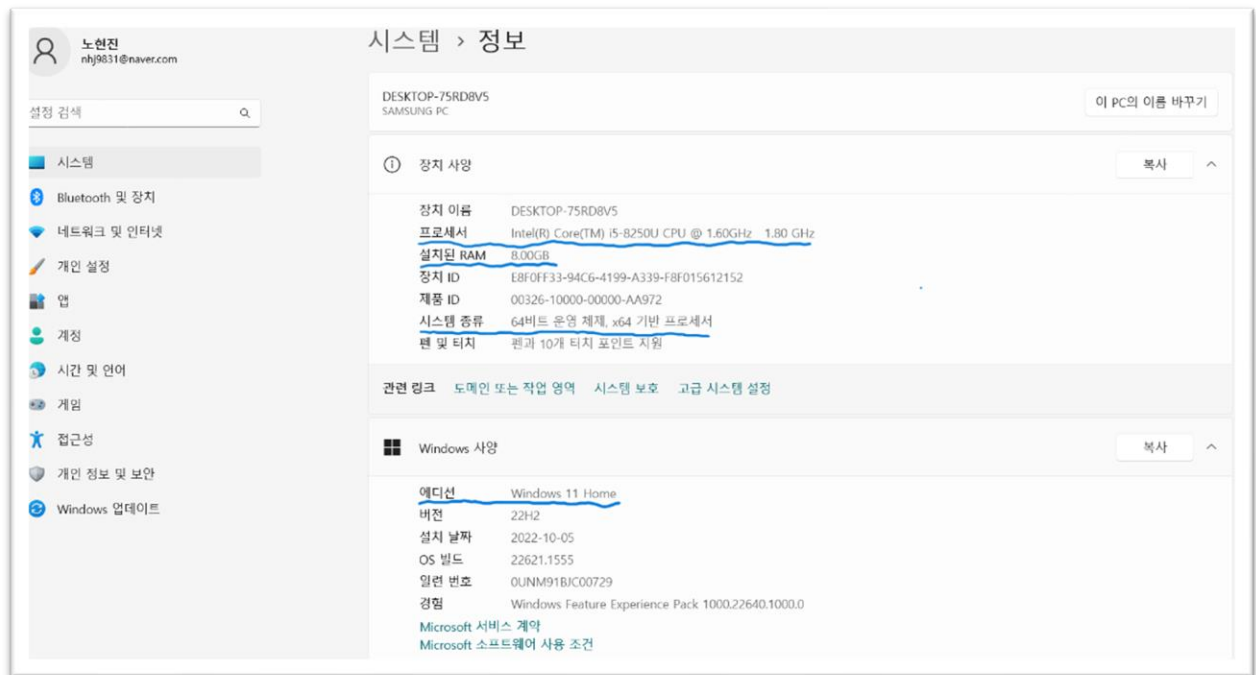 노현진
nhj9831@naver.com
설정 검색
시스템
Bluetooth 및 장치
네트워크 및 인터넷
개인 설정
앱
계정
시간 및 언어
게임
접근성
개인 정보 및 보안
Windows 업데이트
시스템 > 정보
DESKTOP-75RD8V5
SAMSUNG PC
이 PC의 이름 바꾸기
장치 사양
복사
장치 이름 DESKTOP-75RD8V5
프로세서 Intel(R) Core(TM) i5-8250U CPU @ 1.60GHz 1.80 GHz
설치된 RAM 8.00GB
장치 ID E8F0FF33-94C6-4199-A339-F8F015612152
제품 ID 00326-10000-00000-AA972
시스템 종류 64비트 운영 체제, x64 기반 프로세서
펜 및 터치 펜과 10개 터치 포인트 지원
관련 링크 도메인 또는 작업 영역 시스템 보호 고급 시스템 설정
Windows 사양
복사
에디션 Windows 11 Home
버전 22H2
설치 날짜 2022-10-05
OS 빌드 22621.1555
일련 번호 0UNM91BJC00729
경험 Windows Feature Experience Pack 1000.22640.1000.0
Microsoft 서비스 계약
Microsoft 소프트웨어 사용 조건